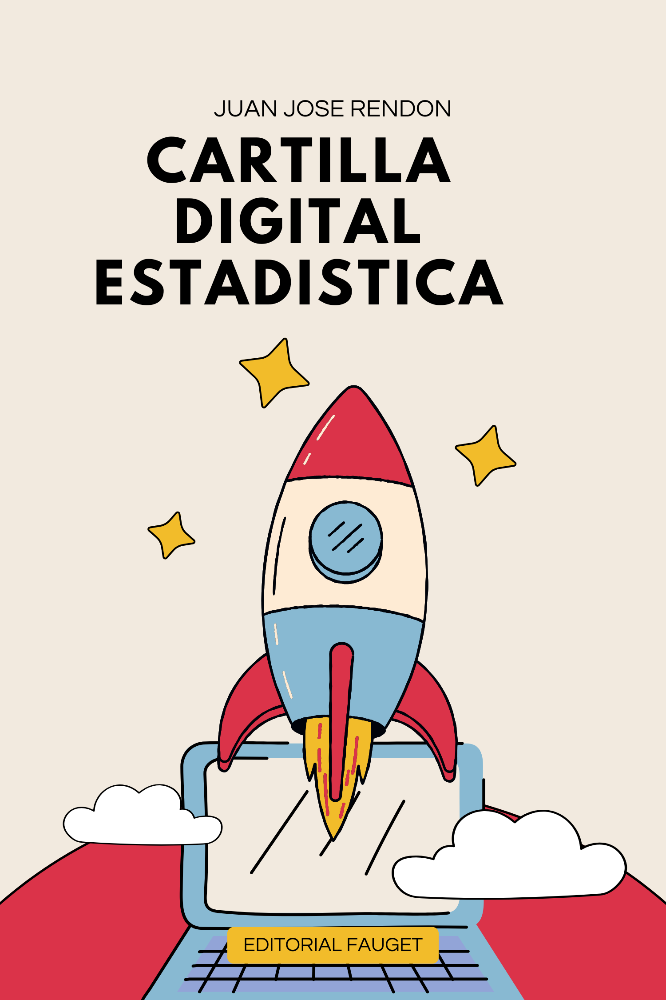 JUAN JOSE RENDON
CARTILLA
DIGITAL
ESTADISTICA
EDITORIAL FAUGET